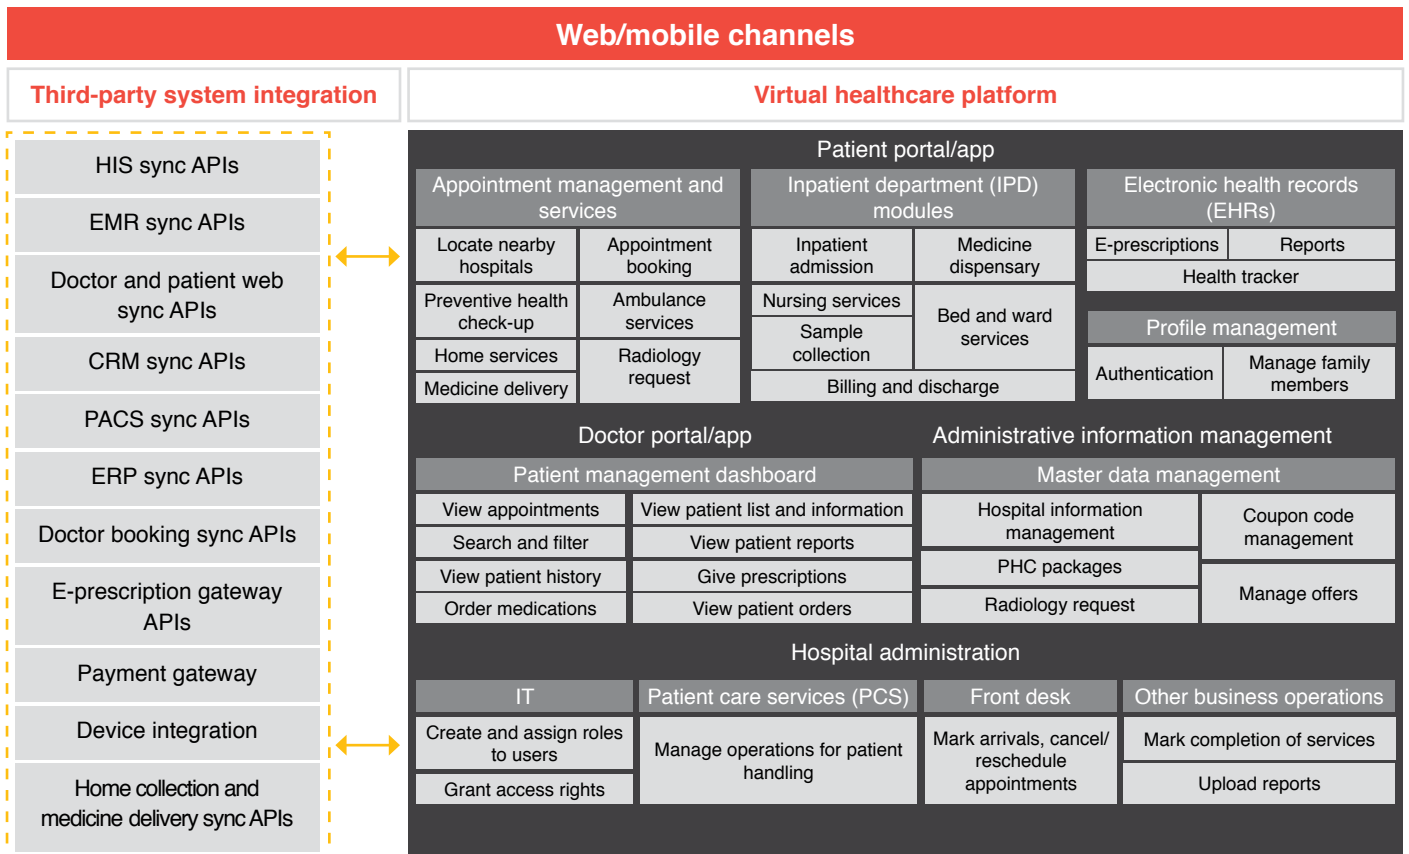 Web/mobile channels
Third-party system integration
Virtual healthcare platform
HIS sync APIs
EMR sync APIs
Doctor and patient web
sync APIs
CRM sync APIs
PACS sync APIs
ERP sync APIs
Doctor booking sync APIs
E-prescription gateway
APIs
Payment gateway
Device integration
Home collection and
medicine delivery sync APIs
Patient portal/app
Appointment management and
services
Locate nearby
hospitals
Appointment
booking
Preventive health
check-up
Ambulance
services
Home services
Radiology
request
Medicine delivery
Inpatient department (IPD)
modules
Inpatient
admission
Medicine
dispensary
Nursing services
Bed and ward
services
Sample
collection
Billing and discharge
Electronic health records
(EHRs)
E-prescriptions
Reports
Health tracker
Profile management
Authentication
Manage family
members
Doctor portal/app
Patient management dashboard
View appointments
View patient list and information
Search and filter
View patient reports
View patient history
Give prescriptions
Order medications
View patient orders
Administrative information management
Master data management
Hospital information
management
Coupon code
management
PHC packages
Radiology request
Manage offers
Hospital administration
IT
Create and assign roles
to users
Grant access rights
Patient care services (PCS)
Manage operations for patient
handling
Front desk
Mark arrivals, cancel/
reschedule
appointments
Other business operations
Mark completion of services
Upload reports